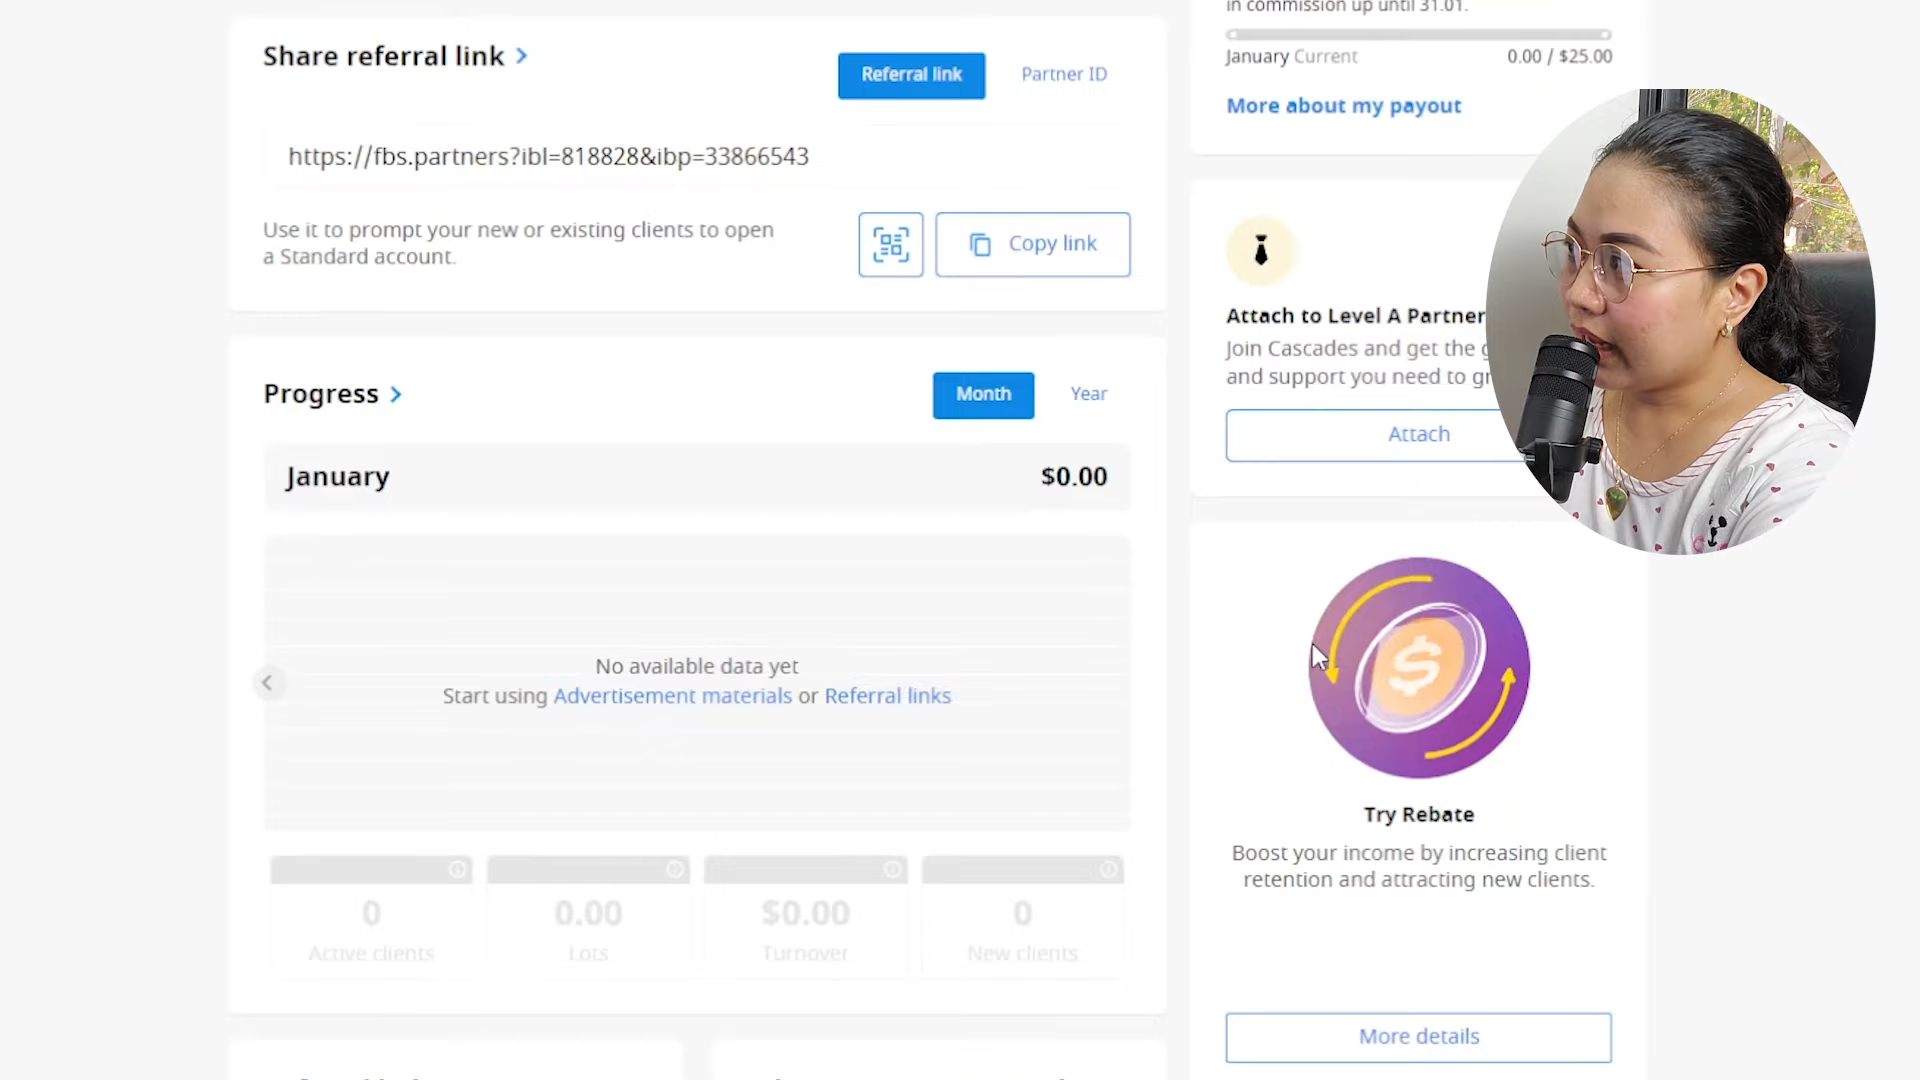 Share referral link
Referral link
Partner ID
https://fbs.partners?ibl=818828&ibp=33866543
Use it to prompt your new or existing clients to open
a Standard account.
Copy link
Progress
Month
Year
January
$0.00
No available data yet
Start using Advertisement materials or Referral links
0
Active clients
0.00
Lots
$0.00
Turnover
0
New clients
in commission up until 31.01.
January Current
0.00 / $25.00
More about my payout
Attach to Level A Partner
Join Cascades and get the
and support you need to
Attach
$
Try Rebate
Boost your income by increasing client
retention and attracting new clients.
More details